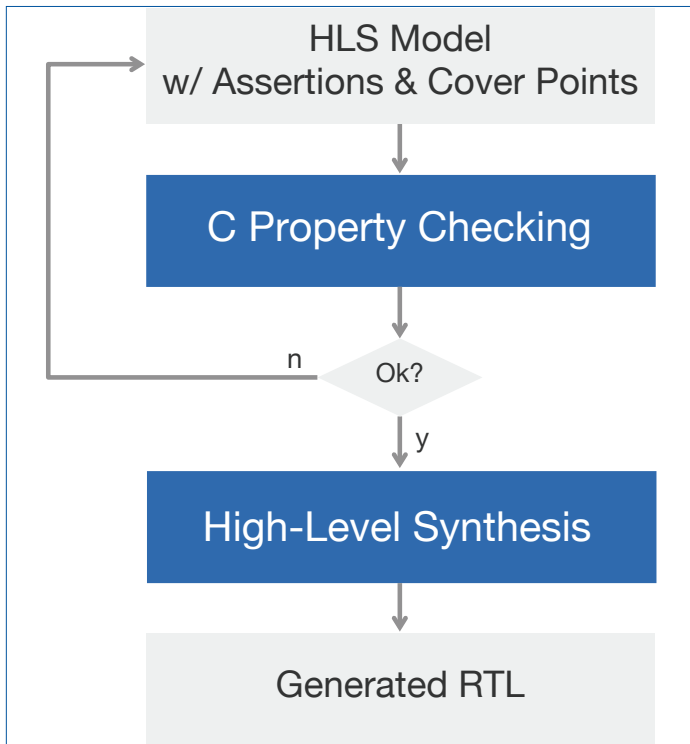 HLS Model
w/ Assertions & Cover Points
C Property Checking
n
Ok?
y
High-Level Synthesis
Generated RTL